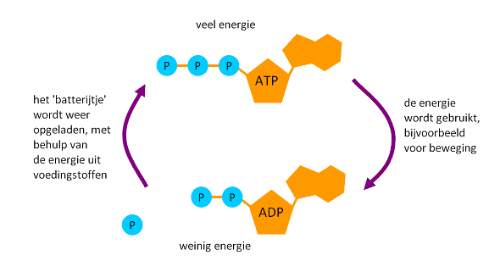 veel energie
P P P
ATP
het 'batterijtje'
wordt weer
opgeladen, met
behulp van
de energie uit
voedingstoffen
de energie
wordt gebruikt,
bijvoorbeeld
voor beweging
P P
ADP
P
weinig energie